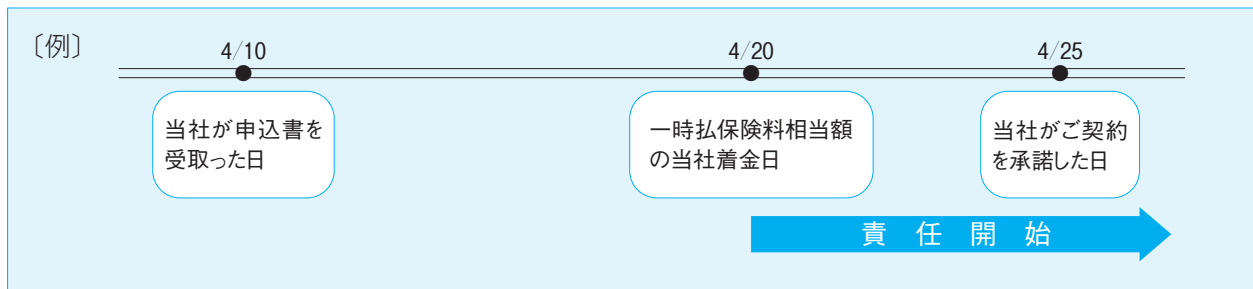 〔例〕
4/10
4/20
4/25
当社が申込書を
受取った日
一時払保険料相当額
の当社着金日
当社がご契約
を承諾した日
責任開始